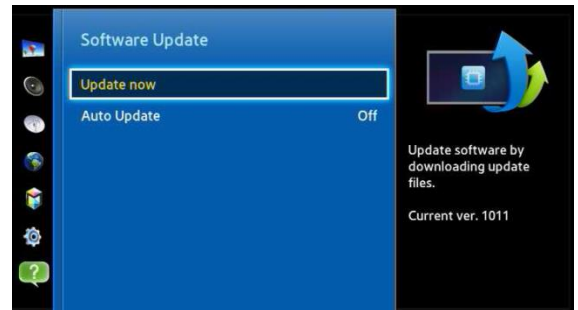 Software Update
Update now
Auto Update Off
Update software by
downloading update
files.
Current ver. 1011
?